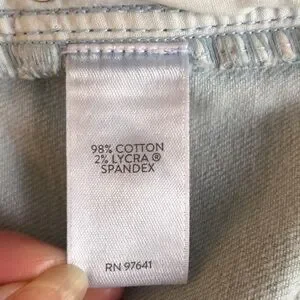 98% COTTON
2% LYCRA ®
SPANDEX
RN 97641